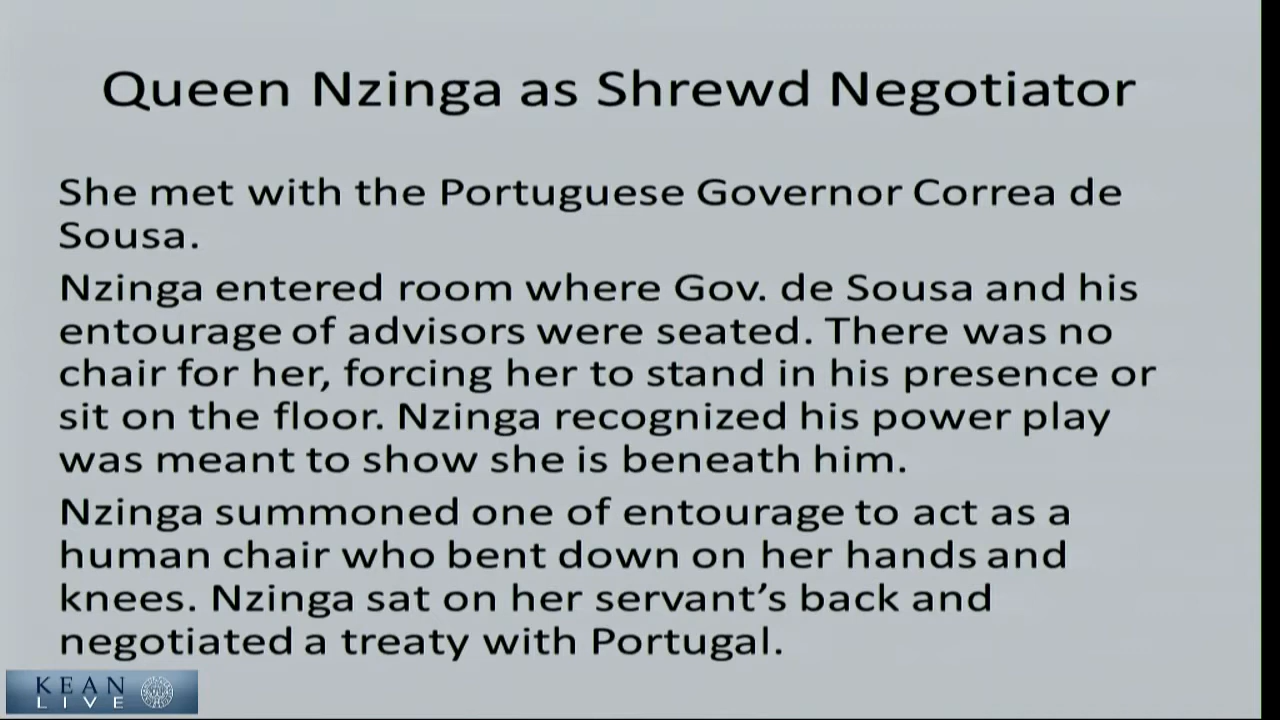 Queen Nzinga as Shrewd Negotiator
She met with the Portuguese Governor Correa de
Sousa.
Nzinga entered room where Gov. de Sousa and his
entourage of advisors were seated. There was no
chair for her, forcing her to stand in his presence or
sit on the floor. Nzinga recognized his power play
was meant to show she is beneath him.
Nzinga summoned one of entourage to act as a
human chair who bent down on her hands and
knees. Nzinga sat on her servant’s back and
negotiated a treaty with Portugal.
KEAN
LIVE